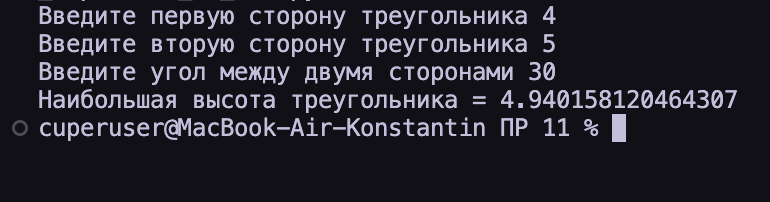 Введите первую сторону треугольника 4
Введите вторую сторону треугольника 5
Введите угол между двумя сторонами 30
Наибольшая высота треугольника = 4.940158120464307
cuperuser@MacBook-Air-Konstantin ПР 11 %